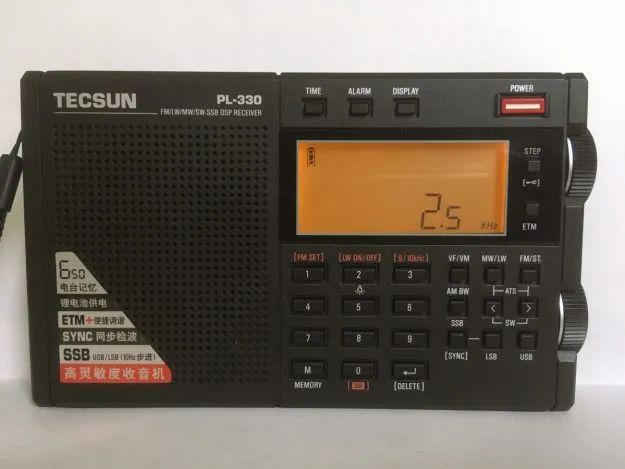 TECSUN PL-330
FM/LW/MW/SW-SSB DSP RECEIVER
TIME ALARM DISPLAY POWER
STEP
ETM
2.5 kHz
650
电台记忆
锂电池供电
ETM+便捷调谐
SYNC 同步检波
SSB USB/LSB (10Hz步进)
高灵敏度收音机
[FM SET] [LW ON/OFF] [9/10kHz] VF/VM MW/LW FM/ST.
1 2 3
AM BW ATS
4 5 6 < >
SSB SW
7 8 9
[SYNC] LSB USB
M 0
MEMORY [DELETE]